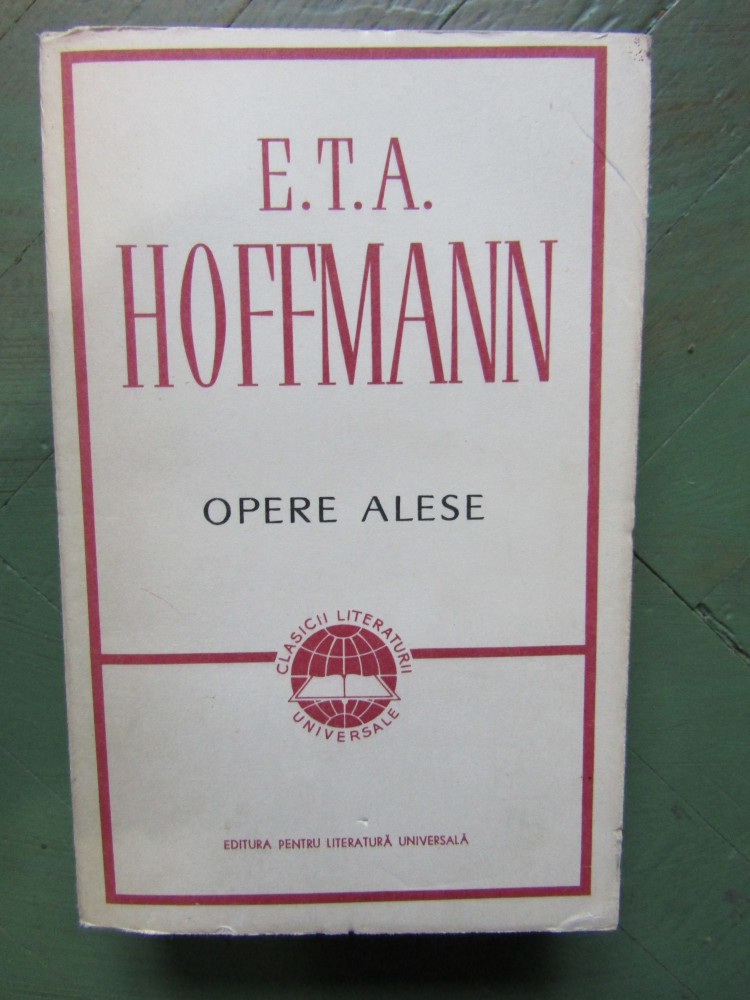 E.T.A.
HOFFMANN
OPERE ALESE
CLASICII LITERATURII
UNIVERSALE
EDITURA PENTRU LITERATURĂ UNIVERSALĂ